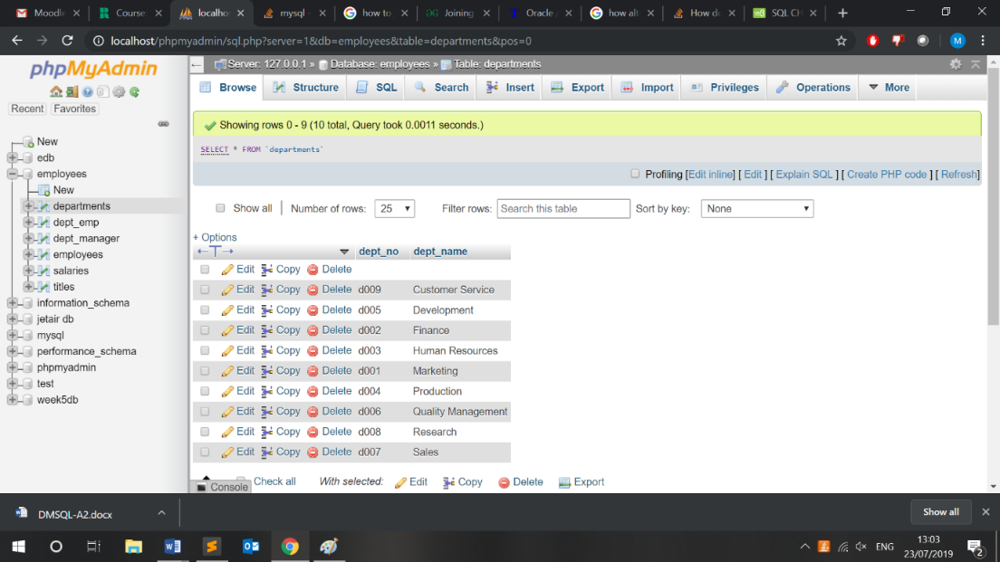 Moodle
Course
localho
mysql
how to
Joining
Oracle /
how alt
How do
SQL CH
localhost/phpmyadmin/sql.php?server=1&db=employees&table=departments&pos=0
M
phpMyAdmin
Recent Favorites
New
edb
employees
New
departments
dept_emp
dept_manager
employees
salaries
titles
information_schema
jetair db
mysql
performance_schema
phpmyadmin
test
week5db
Server: 127.0.0.1 » Database: employees » Table: departments
Browse Structure SQL Search Insert Export Import Privileges Operations More
Showing rows 0 - 9 (10 total, Query took 0.0011 seconds.)
SELECT * FROM `departments`
Profiling [Edit inline] [ Edit ] [ Explain SQL ] [ Create PHP code ] [ Refresh]
Show all | Number of rows: 25 Filter rows: Search this table Sort by key: None
+ Options
←T→ dept_no dept_name
Edit Copy Delete
Edit Copy Delete d009 Customer Service
Edit Copy Delete d005 Development
Edit Copy Delete d002 Finance
Edit Copy Delete d003 Human Resources
Edit Copy Delete d001 Marketing
Edit Copy Delete d004 Production
Edit Copy Delete d006 Quality Management
Edit Copy Delete d008 Research
Edit Copy Delete d007 Sales
Check all With selected: Edit Copy Delete Export
Console
DMSQL-A2.docx
Show all
ENG
13:03
23/07/2019
2